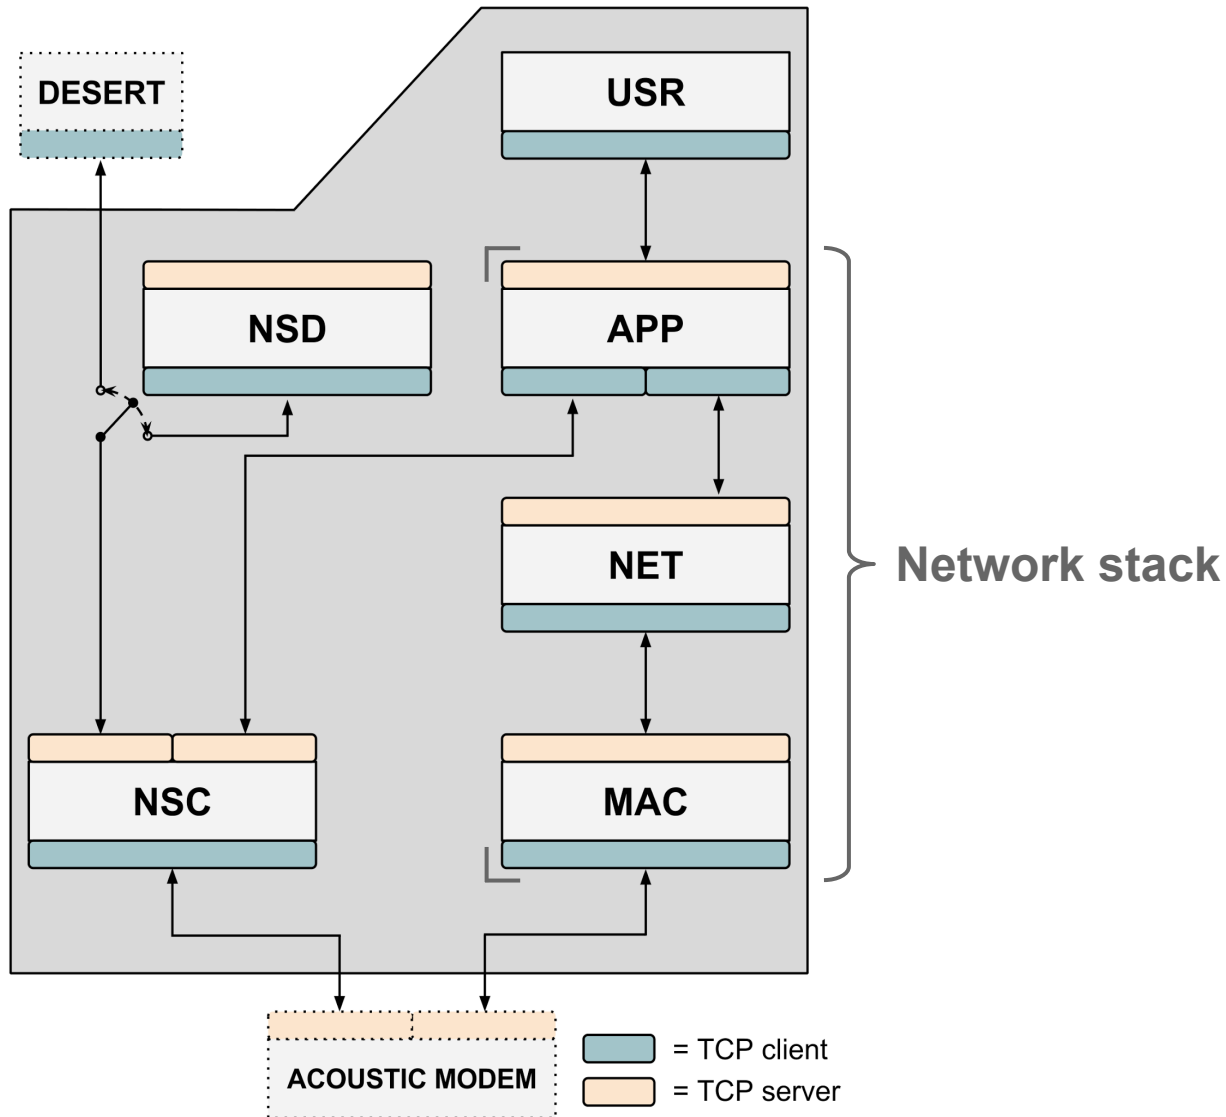 DESERT
USR
NSD
APP
NET
Network stack
NSC
MAC
ACOUSTIC MODEM
= TCP client
= TCP server